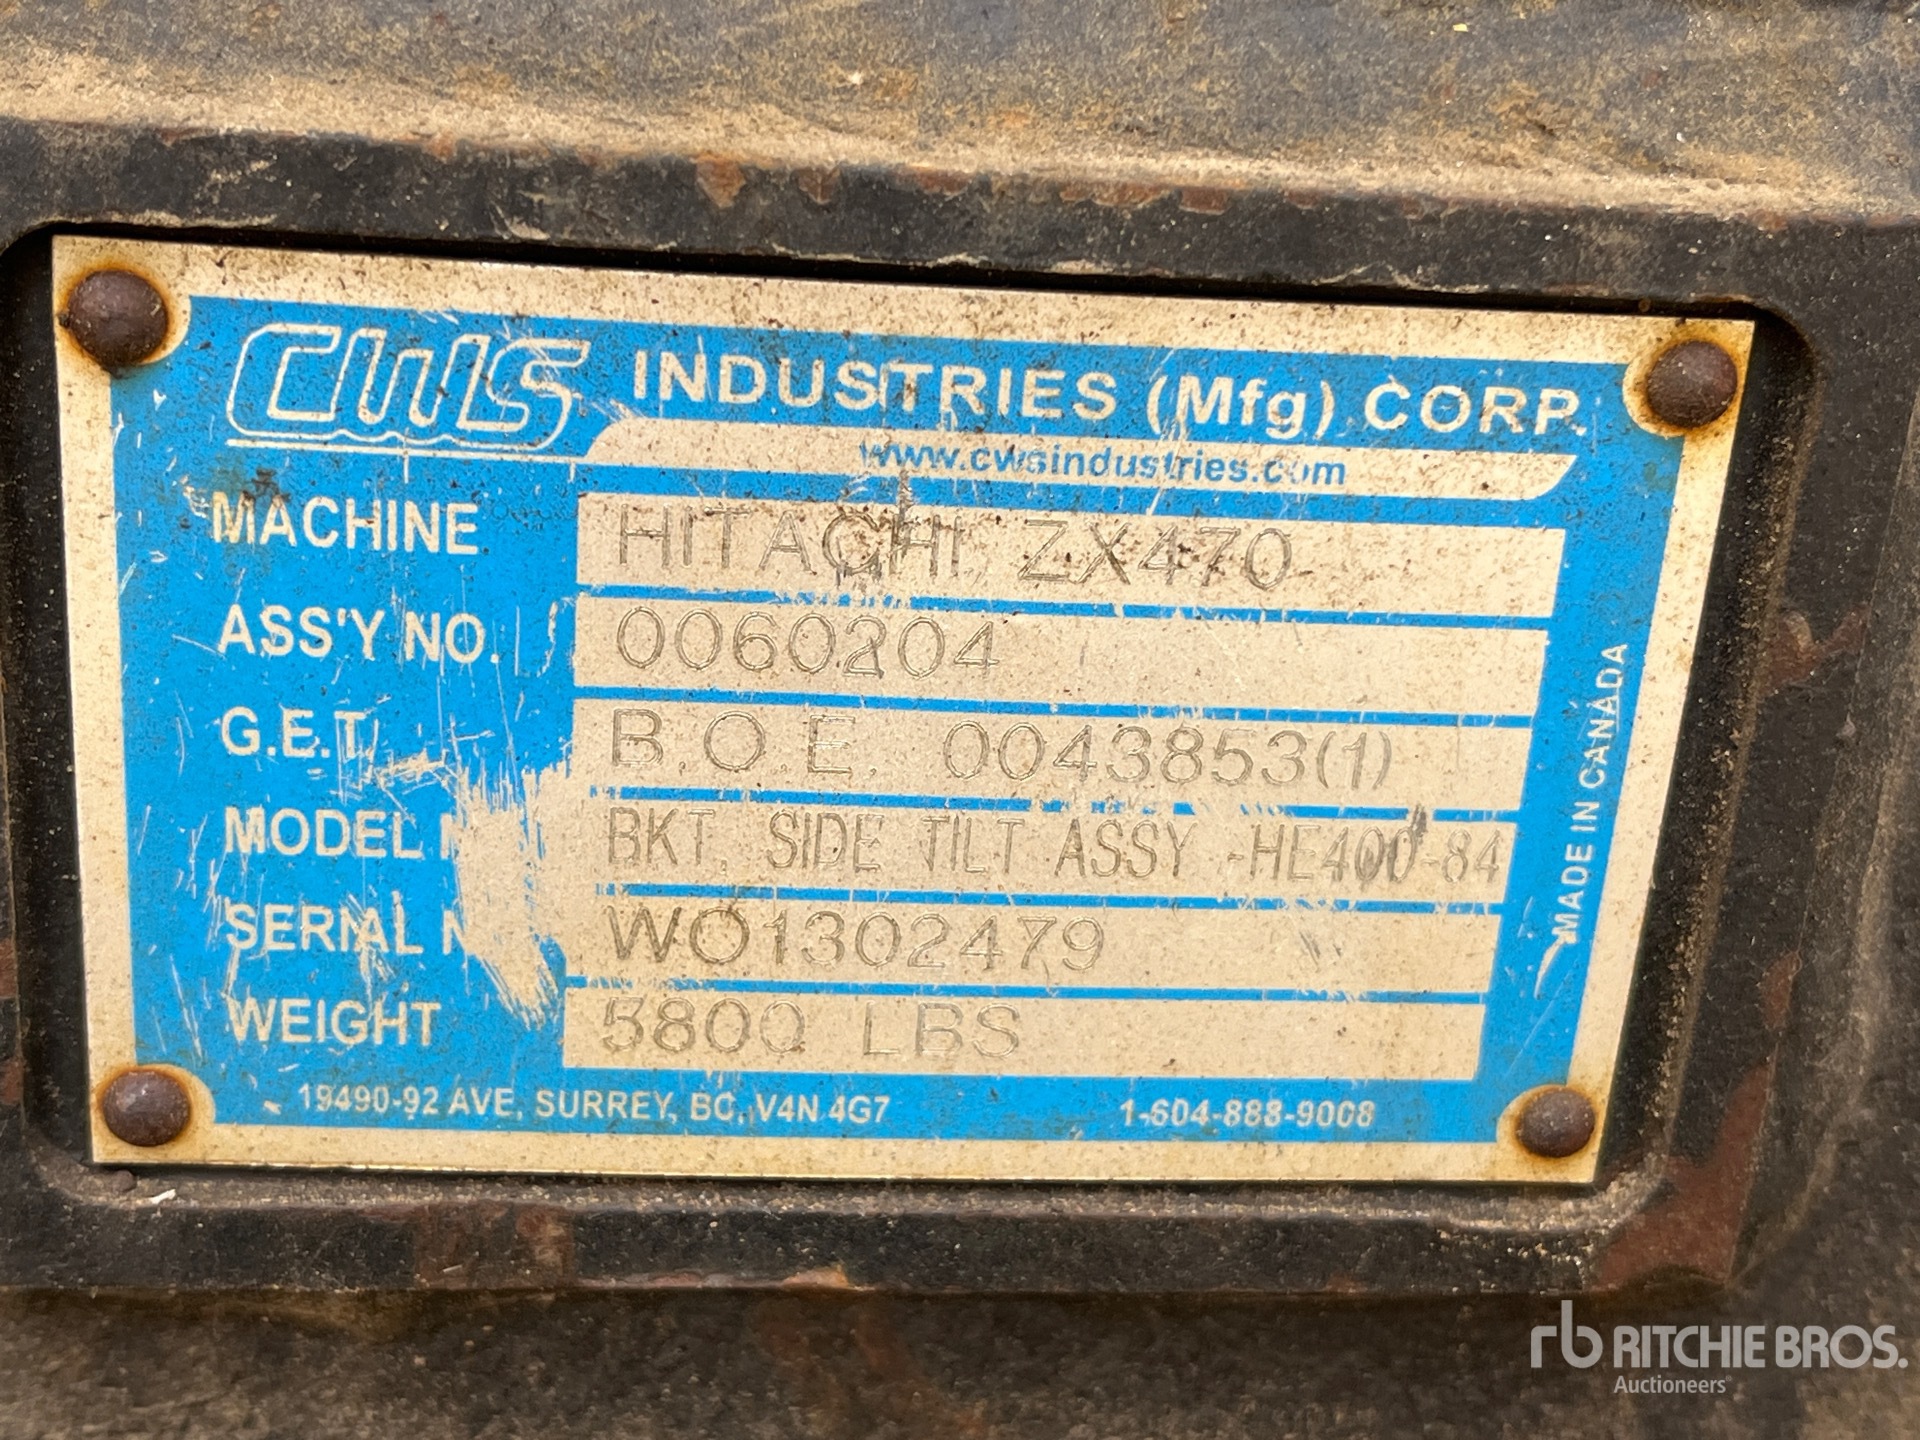 CWS INDUSTRIES (Mfg) CORP.
www.cwsindustries.com
MACHINE HITACHI ZX470
ASS'Y NO. 0060204
G.E.T. B.O.E. 0043853(1)
MODEL BKT, SIDE TILT ASSY -HE400-84
SERIAL WO1302479
WEIGHT 5800 LBS
MADE IN CANADA
19490-92 AVE, SURREY, BC, V4N 4G7 1-604-888-9008
rb RITCHIE BROS.
Auctioneers